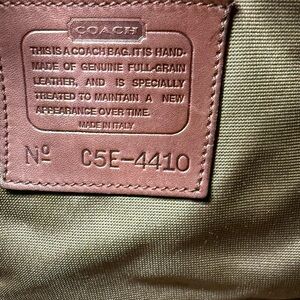 COACH
THIS IS A COACH BAG. IT IS HAND-
MADE OF GENUINE FULL-GRAIN
LEATHER, AND IS SPECIALLY
TREATED TO MAINTAIN A NEW
APPEARANCE OVER TIME.
MADE IN ITALY
Nº C5E-4410